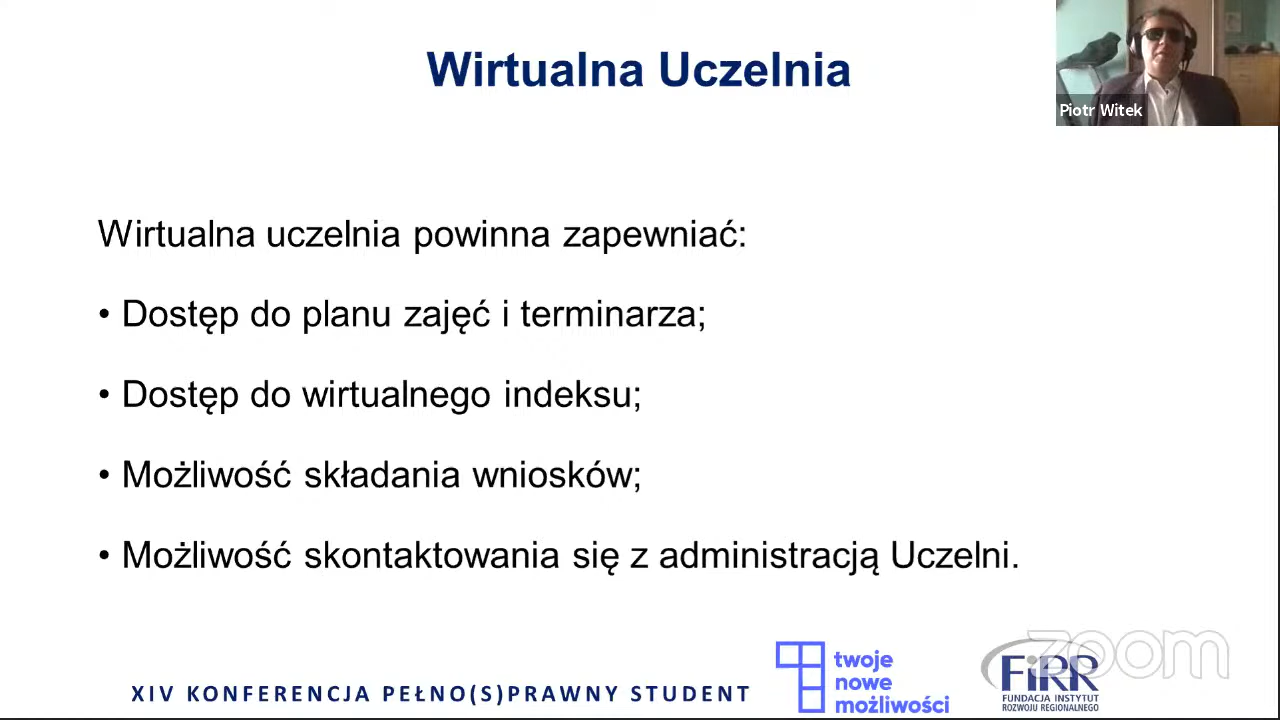 Wirtualna Uczelnia
Piotr Witek
Wirtualna uczelnia powinna zapewniać:
• Dostęp do planu zajęć i terminarza;
• Dostęp do wirtualnego indeksu;
• Możliwość składania wniosków;
• Możliwość skontaktowania się z administracją Uczelni.
XIV KONFERENCJA PEŁNO(S)PRAWNY STUDENT
twoje
nowe
możliwości
FiRR
FUNDACJA INSTYTUT
ROZWOJU REGIONALNEGO
zoom